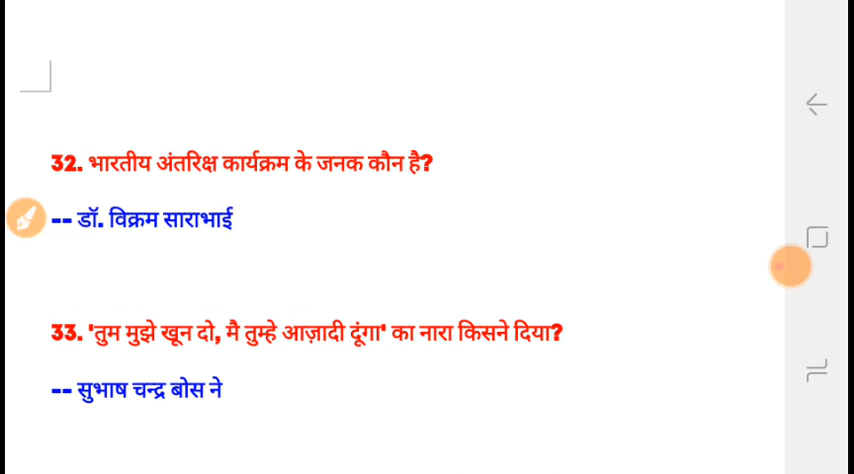 32. भारतीय अंतरिक्ष कार्यक्रम के जनक कौन है?
-- डॉ. विक्रम साराभाई
33. 'तुम मुझे खून दो, मै तुम्हे आज़ादी दूंगा' का नारा किसने दिया?
-- सुभाष चन्द्र बोस ने